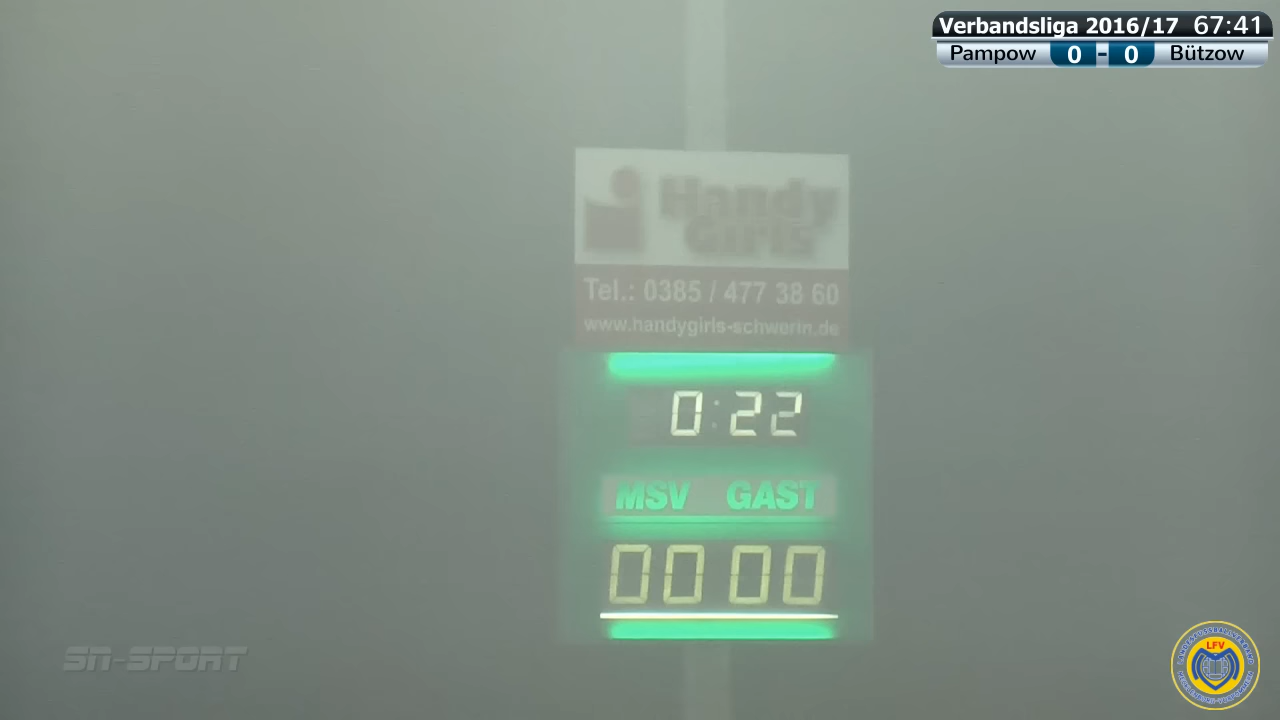 Verbandsliga 2016/17 67:41
Pampow 0 - 0 Bützow
Handy
Girls
Tel.: 0385 / 477 38 60
www.handygirls-schwerin.de
0:22
MSV GAST
00 00
SN-SPORT
LFV